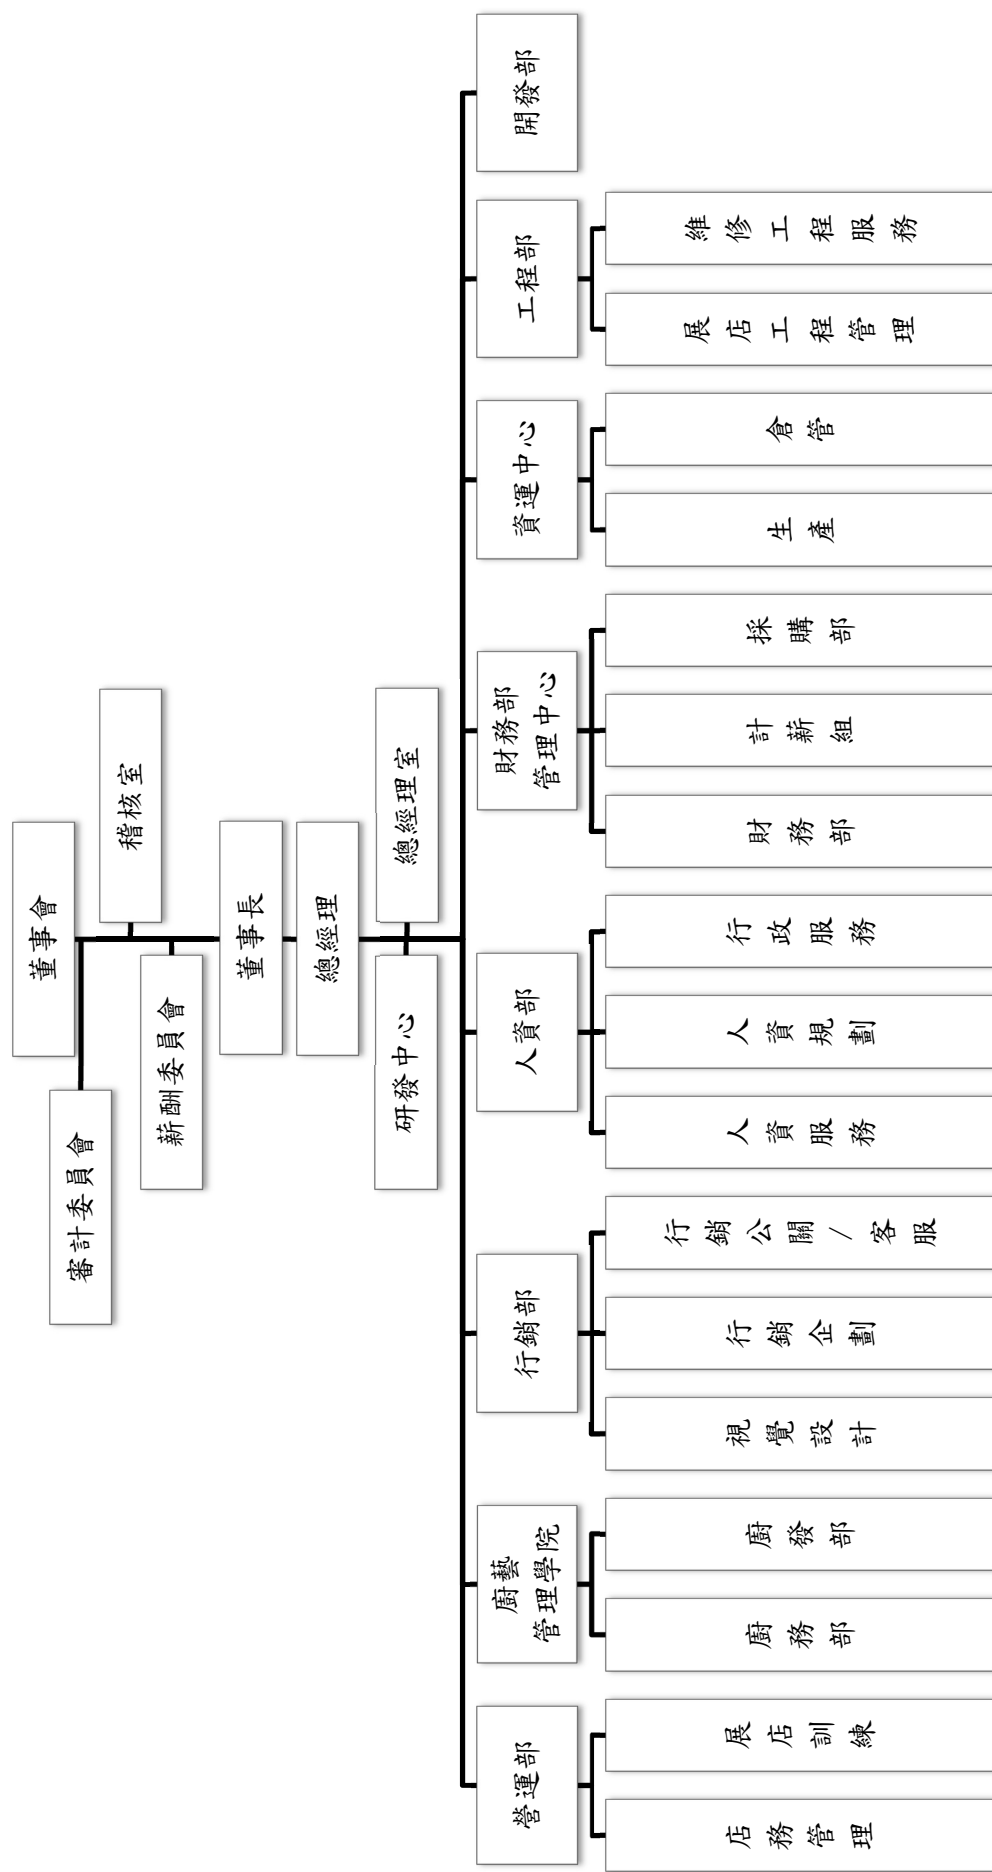 董事會
審計委員會
稽核室
薪酬委員會
董事長
總經理
研發中心
總經理室
營運部
廚藝
管理學院
行銷部
人資部
財務部
管理中心
資運中心
工程部
開發部
店務管理
展店訓練
廚務部
廚發部
視覺設計
行銷企劃
行銷公關/客服
人資服務
人資規劃
行政服務
財務部
計薪組
採購部
生產
倉管
展店工程管理
維修工程服務